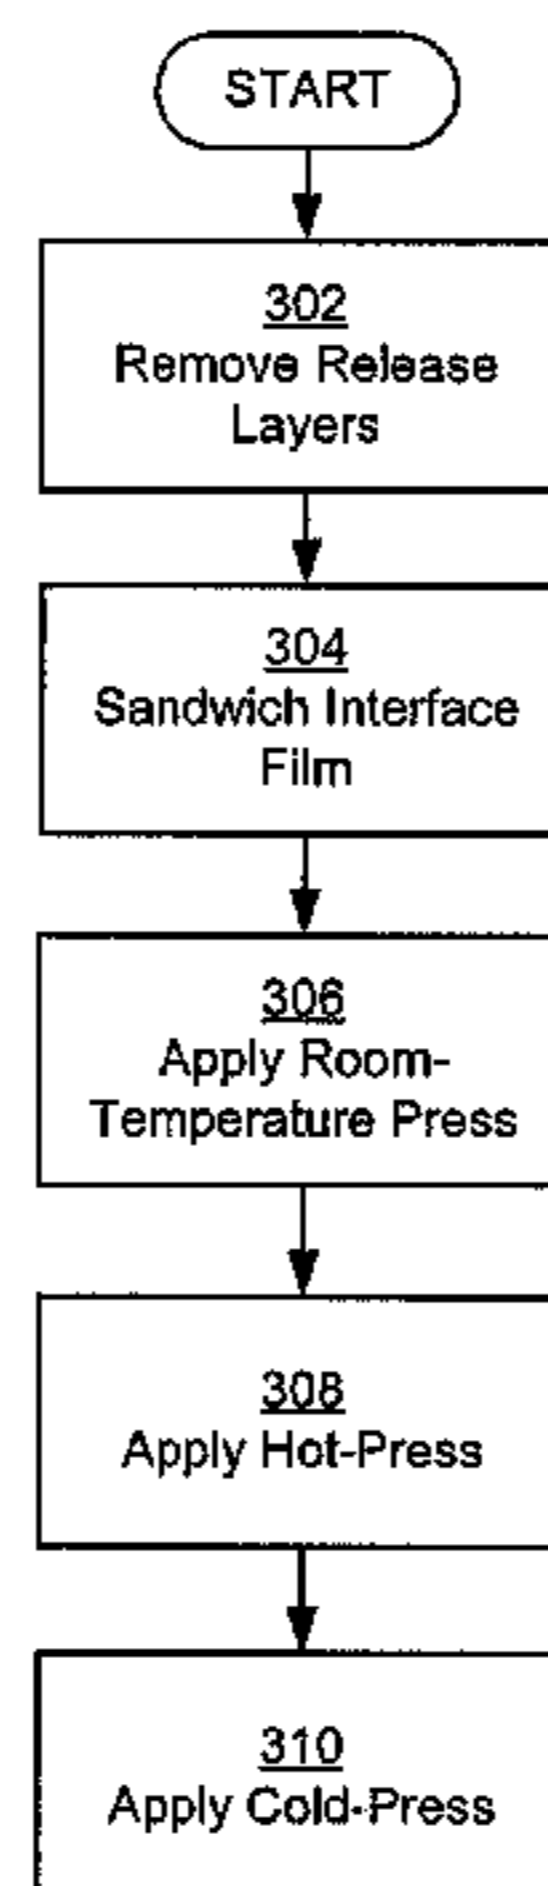 START
302
Remove Release
Layers
304
Sandwich Interface
Film
306
Apply Room-
Temperature Press
308
Apply Hot-Press
310
Apply Cold-Press